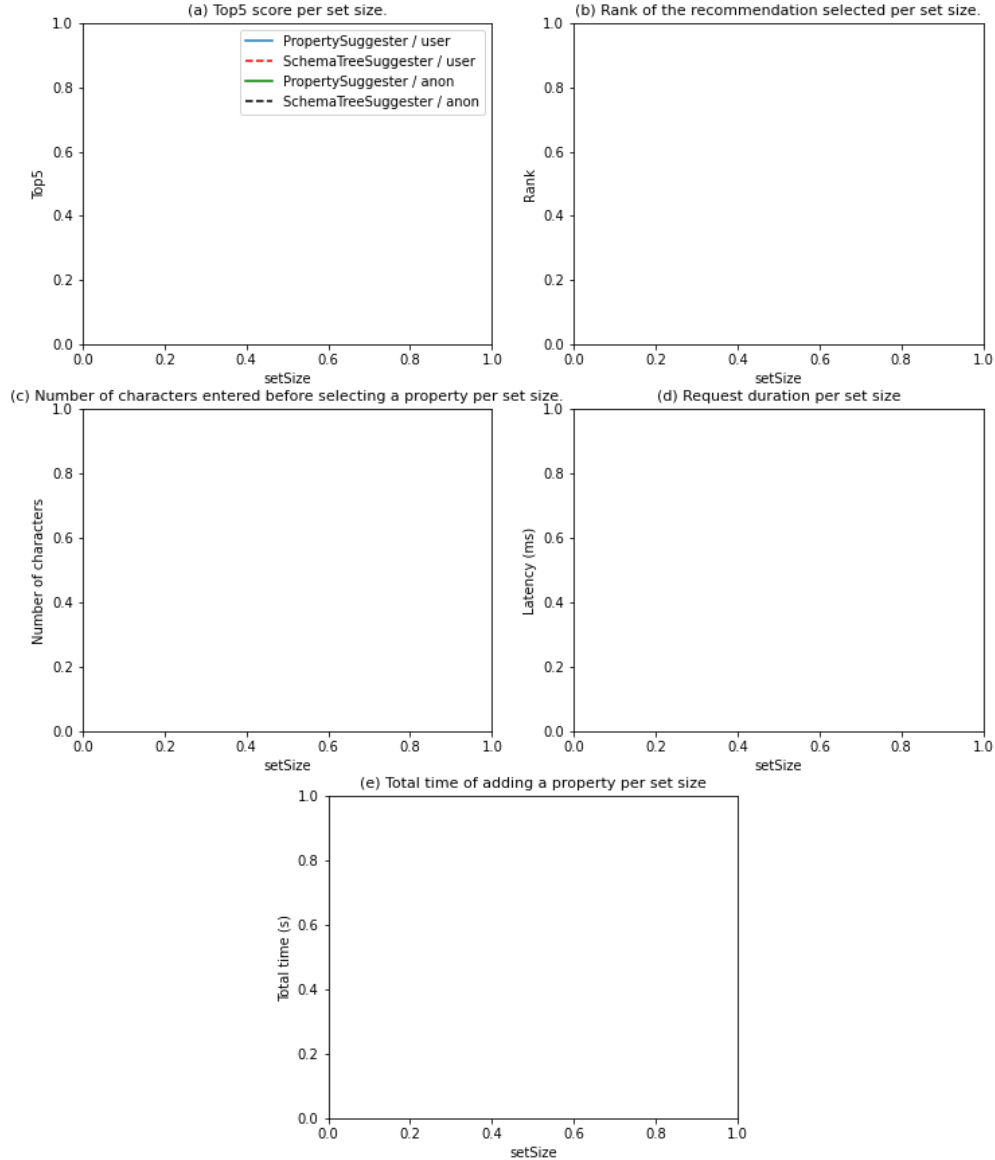 (a) Top5 score per set size.
1.0
0.8
0.6
0.4
0.2
0.0
Top5
PropertySuggester / user
SchemaTreeSuggester / user
PropertySuggester / anon
SchemaTreeSuggester / anon
0.0 0.2 0.4 0.6 0.8 1.0
setSize
(b) Rank of the recommendation selected per set size.
1.0
0.8
0.6
0.4
0.2
0.0
Rank
0.0 0.2 0.4 0.6 0.8 1.0
setSize
(c) Number of characters entered before selecting a property per set size.
1.0
0.8
0.6
0.4
0.2
0.0
Number of characters
0.0 0.2 0.4 0.6 0.8 1.0
setSize
(d) Request duration per set size
1.0
0.8
0.6
0.4
0.2
0.0
Latency (ms)
0.0 0.2 0.4 0.6 0.8 1.0
setSize
(e) Total time of adding a property per set size
1.0
0.8
0.6
0.4
0.2
0.0
Total time (s)
0.0 0.2 0.4 0.6 0.8 1.0
setSize